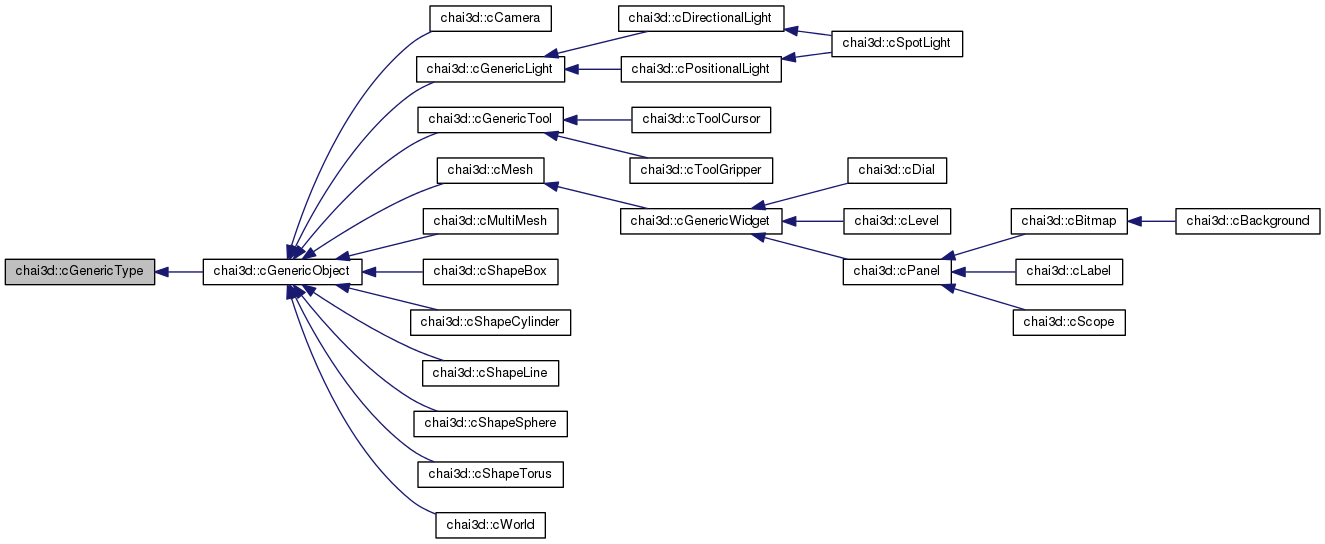 chai3d::cCamera
chai3d::cDirectionalLight
chai3d::cSpotLight
chai3d::cGenericLight
chai3d::cPositionalLight
chai3d::cGenericTool
chai3d::cToolCursor
chai3d::cMesh
chai3d::cToolGripper
chai3d::cDial
chai3d::cMultiMesh
chai3d::cGenericWidget
chai3d::cLevel
chai3d::cBitmap
chai3d::cBackground
chai3d::cGenericType
chai3d::cGenericObject
chai3d::cShapeBox
chai3d::cPanel
chai3d::cLabel
chai3d::cShapeCylinder
chai3d::cScope
chai3d::cShapeLine
chai3d::cShapeSphere
chai3d::cShapeTorus
chai3d::cWorld